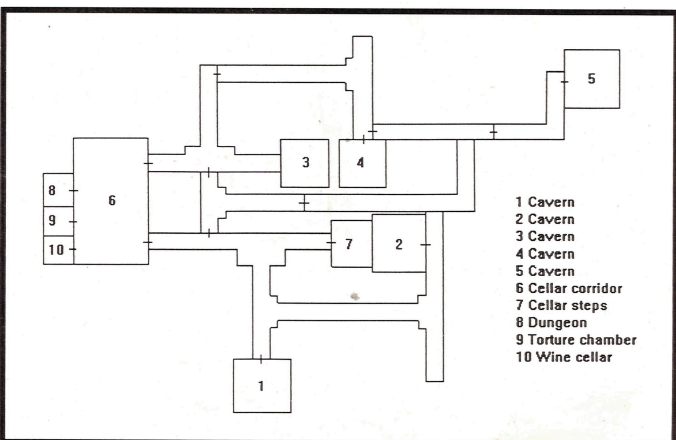 5
3
4
8
6
9
10
7
2
1
1 Cavern
2 Cavern
3 Cavern
4 Cavern
5 Cavern
6 Cellar corridor
7 Cellar steps
8 Dungeon
9 Torture chamber
10 Wine cellar